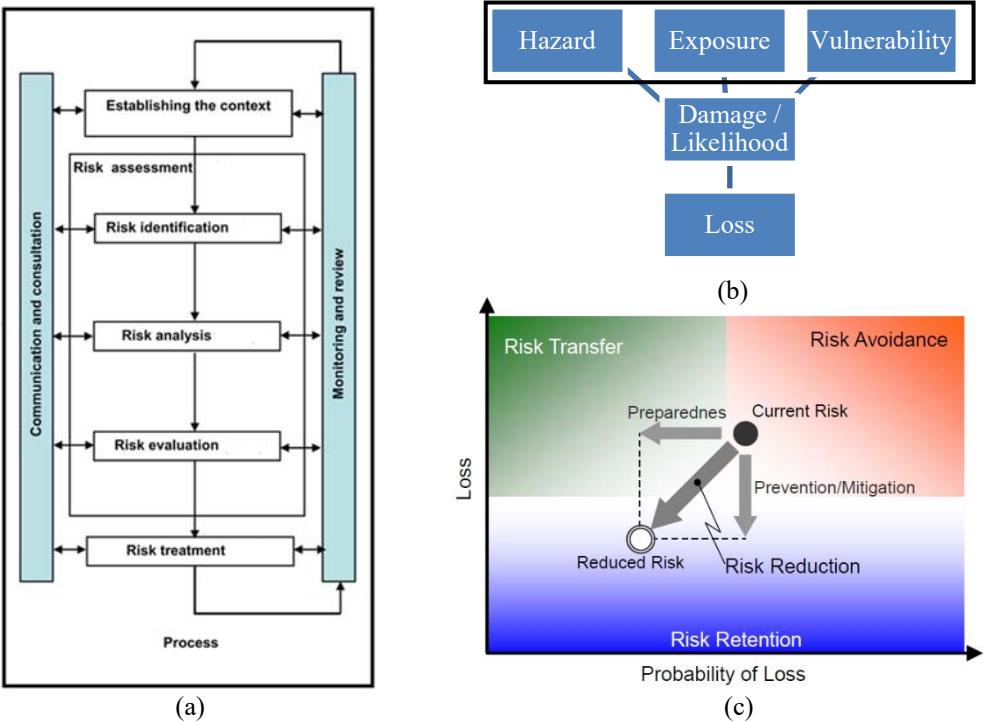 Establishing the context
Risk assessment
Risk identification
Risk analysis
Risk evaluation
Risk treatment
Process
Communication and consultation
Monitoring and review
(a)
Hazard
Exposure
Vulnerability
Damage /
Likelihood
Loss
(b)
Risk Transfer
Risk Avoidance
Preparednes
Current Risk
Prevention/Mitigation
Reduced Risk
Risk Reduction
Risk Retention
Loss
Probability of Loss
(c)